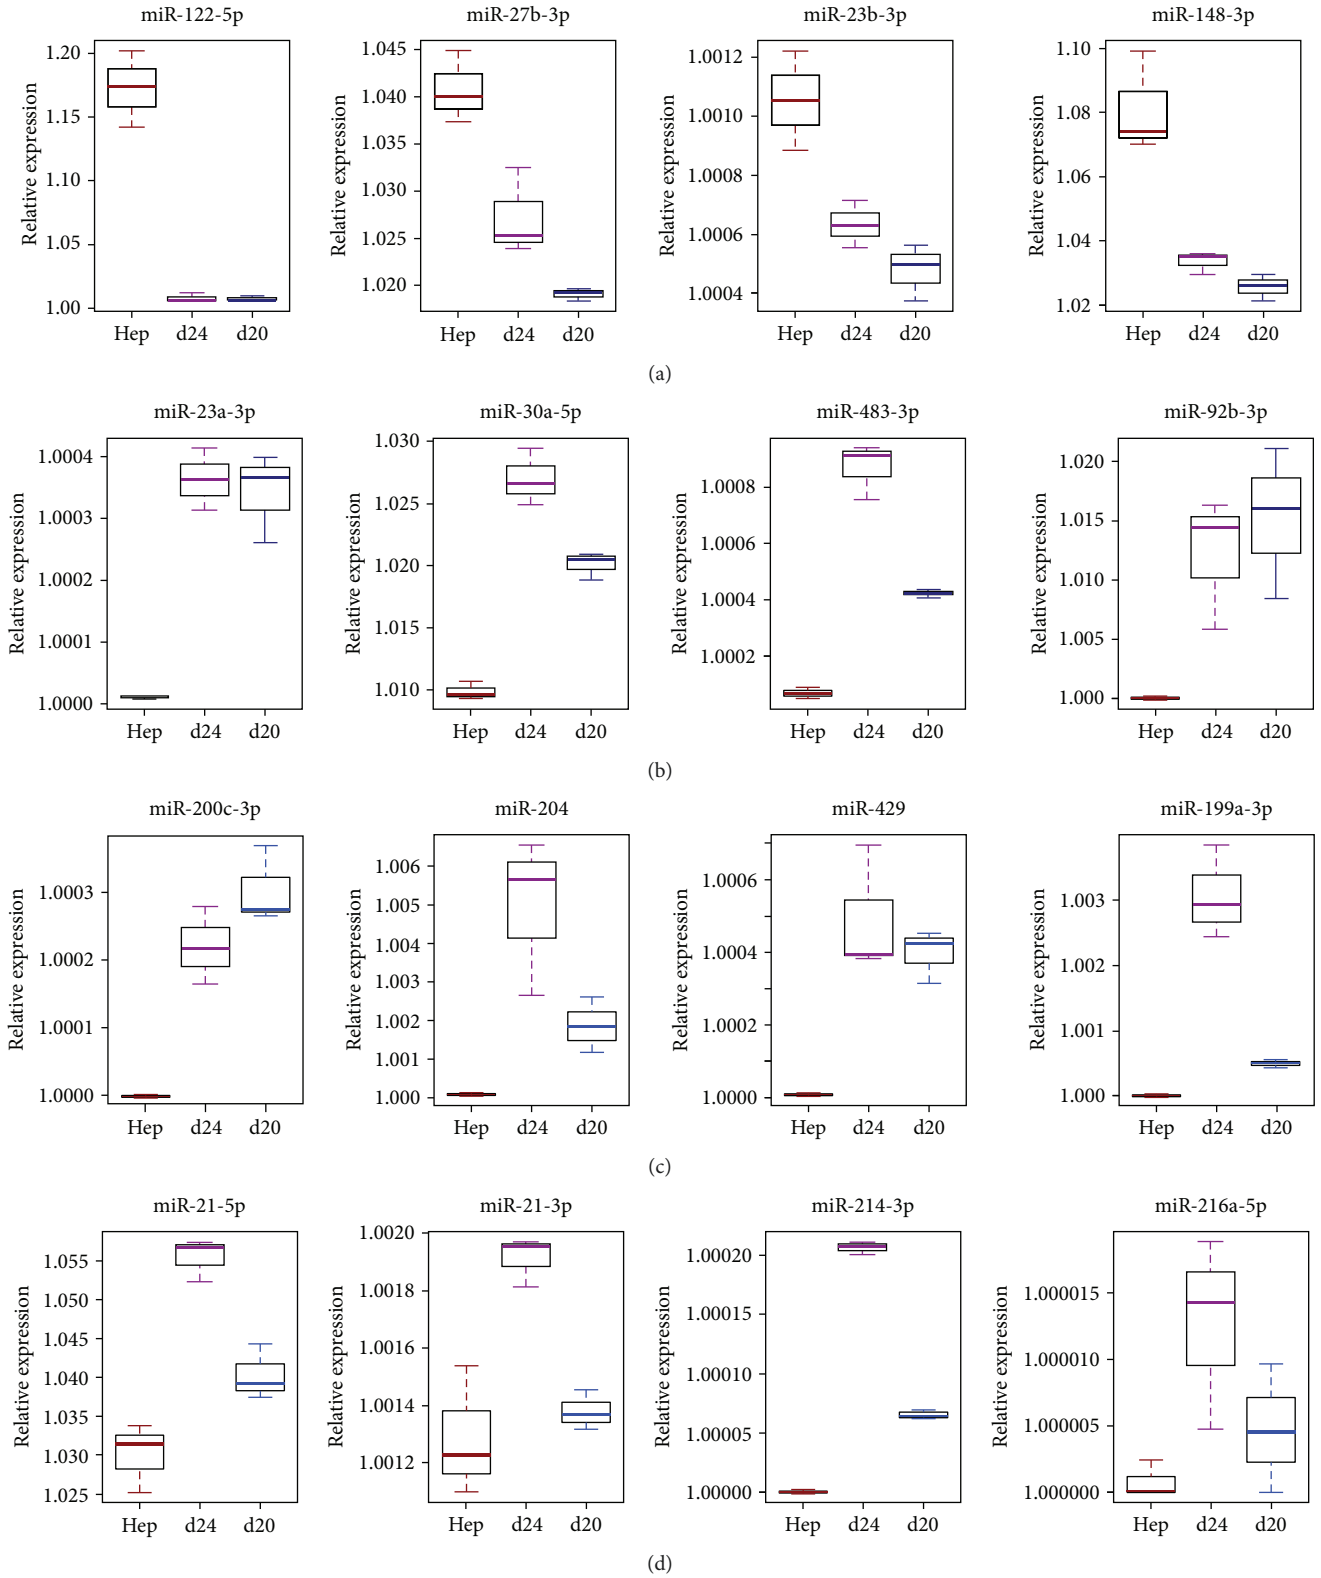 miR-122-5p
Relative expression
1.20
1.15
1.10
1.05
1.00
Hep d24 d20
miR-27b-3p
Relative expression
1.045
1.040
1.035
1.030
1.025
1.020
Hep d24 d20
miR-23b-3p
Relative expression
1.0012
1.0010
1.0008
1.0006
1.0004
Hep d24 d20
miR-148-3p
Relative expression
1.10
1.08
1.06
1.04
1.02
Hep d24 d20
(a)
miR-23a-3p
Relative expression
1.0004
1.0003
1.0002
1.0001
1.0000
Hep d24 d20
miR-30a-5p
Relative expression
1.030
1.025
1.020
1.015
1.010
Hep d24 d20
miR-483-3p
Relative expression
1.0008
1.0006
1.0004
1.0002
Hep d24 d20
miR-92b-3p
Relative expression
1.020
1.015
1.010
1.005
1.000
Hep d24 d20
(b)
miR-200c-3p
Relative expression
1.0003
1.0002
1.0001
1.0000
Hep d24 d20
miR-204
Relative expression
1.006
1.005
1.004
1.003
1.002
1.001
1.000
Hep d24 d20
miR-429
Relative expression
1.0006
1.0004
1.0002
1.0000
Hep d24 d20
miR-199a-3p
Relative expression
1.003
1.002
1.001
1.000
Hep d24 d20
(c)
miR-21-5p
Relative expression
1.055
1.050
1.045
1.040
1.035
1.030
1.025
Hep d24 d20
miR-21-3p
Relative expression
1.0020
1.0018
1.0016
1.0014
1.0012
Hep d24 d20
miR-214-3p
Relative expression
1.00020
1.00015
1.00010
1.00005
1.00000
Hep d24 d20
miR-216a-5p
Relative expression
1.000015
1.000010
1.000005
1.000000
Hep d24 d20
(d)